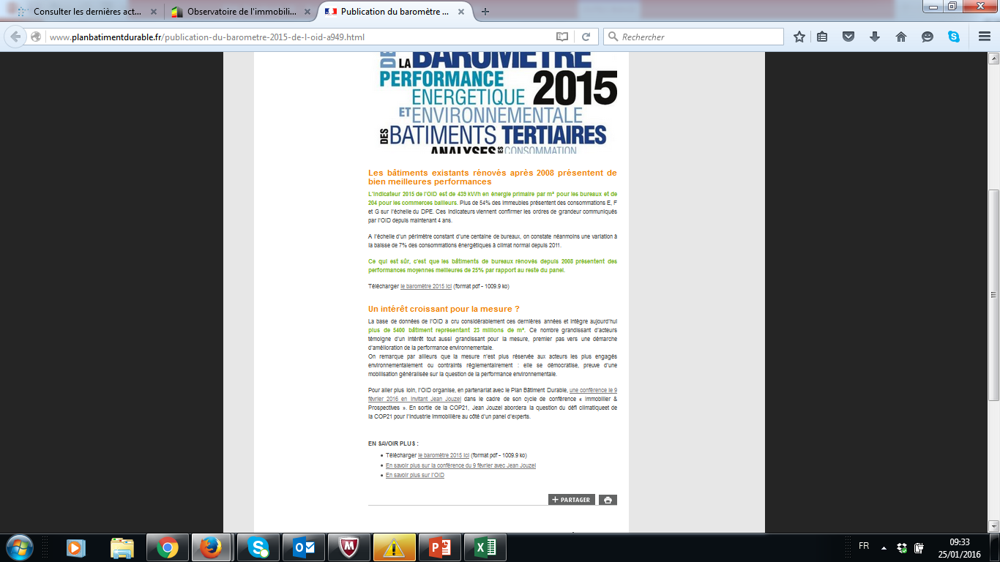 Consulter les dernières act...
Observatoire de l'immobili...
Publication du baromètre ...
www.planbatimentdurable.fr/publication-du-barometre-2015-de-l-oid-a949.html
Rechercher
DE LA BAROMETRE
PERFORMANCE
ENERGETIQUE 2015
ET ENVIRONNEMENTALE
DES BATIMENTS TERTIAIRES
ANALYSES DES CONSOMMATION
Les bâtiments existants rénovés après 2008 présentent de
bien meilleures performances
L'indicateur 2015 de l'OID est de 439 kWh en énergie primaire par m² pour les bureaux et de
204 pour les commerces bailleurs. Plus de 54% des immeubles présentent des consommations E, F
et G sur l'échelle du DPE. Ces indicateurs viennent confirmer les ordres de grandeur communiqués
par l'OID depuis maintenant 4 ans.
A l'échelle d'un périmètre constant d'une centaine de bureaux, on constate néanmoins une variation à
la baisse de 7% des consommations énergétiques à climat normal depuis 2011.
Ce qui est sûr, c'est que les bâtiments de bureaux rénovés depuis 2008 présentent des
performances moyennes meilleures de 25% par rapport au reste du panel.
Télécharger le baromètre 2015 ici (format pdf - 1009.9 ko)
Un intérêt croissant pour la mesure ?
La base de données de l'OID a cru considérablement ces dernières années et intègre aujourd'hui
plus de 5400 bâtiment représentant 23 millions de m². Ce nombre grandissant d'acteurs
témoigne d'un intérêt tout aussi grandissant pour la mesure, premier pas vers une démarche
d'amélioration de la performance environnementale.
On remarque par ailleurs que la mesure n'est plus réservée aux acteurs les plus engagés
environnementalement ou contraints réglementairement : elle se démocratise, preuve d'une
mobilisation généralisée sur la question de la performance environnementale.
Pour aller plus loin, l'OID organise, en partenariat avec le Plan Bâtiment Durable, une conférence le 9
février 2016 en invitant Jean Jouzel dans le cadre de son cycle de conférence « Immobilier &
Prospectives ». En sortie de la COP21, Jean Jouzel abordera la question du défi climatiqueet de
la COP21 pour l'industrie immobilière au côté d'un panel d'experts.
EN SAVOIR PLUS :
• Télécharger le baromètre 2015 ici (format pdf - 1009.9 ko)
• En savoir plus sur la conférence du 9 février avec Jean Jouzel
• En savoir plus sur l'OID
+ PARTAGER
FR
09:33
25/01/2016